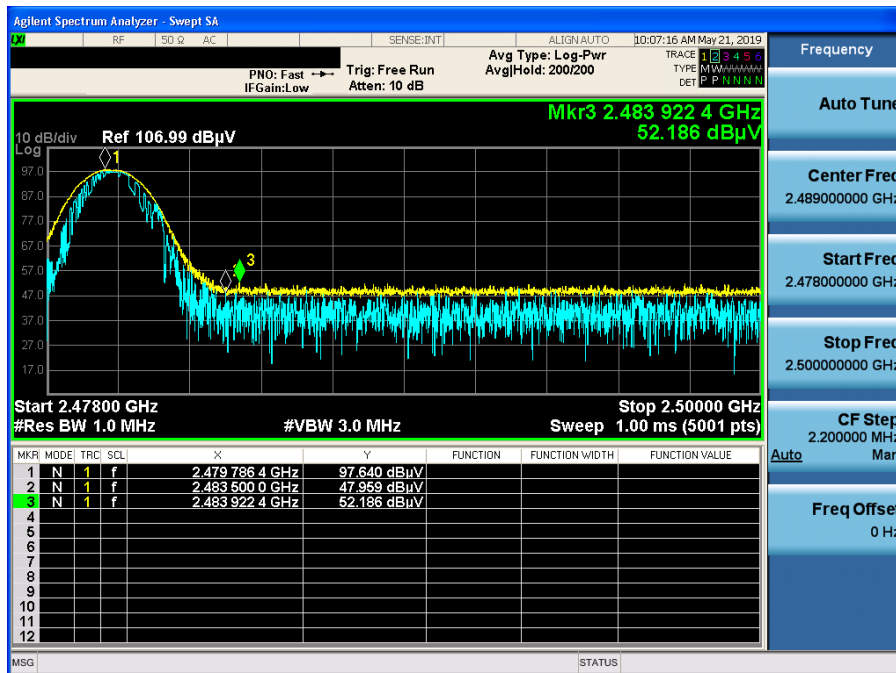 Agilent Spectrum Analyzer - Swept SA
LXI RF 50 Ω AC SENSE:INT ALIGN AUTO 10:07:16 AM May 21, 2019
Frequency
PNO: Fast
IFGain:Low
Trig: Free Run
Atten: 10 dB
Avg Type: Log-Pwr
Avg|Hold: 200/200
TRACE 1 2 3 4 5 6
TYPE M W W W W W
DET P P N N N N
Auto Tune
Mkr3 2.483 922 4 GHz
52.186 dBµV
10 dB/div Ref 106.99 dBµV
Log
97.0
87.0
77.0
67.0
57.0
47.0
37.0
27.0
17.0
1
3
Center Freq
2.489000000 GHz
Start Freq
2.478000000 GHz
Stop Freq
2.500000000 GHz
Start 2.47800 GHz Stop 2.50000 GHz
#Res BW 1.0 MHz #VBW 3.0 MHz Sweep 1.00 ms (5001 pts)
CF Step
2.200000 MHz
Auto Man
Freq Offset
0 Hz
MKR MODE TRC SCL X Y FUNCTION FUNCTION WIDTH FUNCTION VALUE
1 N 1 f 2.479 786 4 GHz 97.640 dBµV
2 N 1 f 2.483 500 0 GHz 47.959 dBµV
3 N 1 f 2.483 922 4 GHz 52.186 dBµV
4
5
6
7
8
9
10
11
12
MSG STATUS